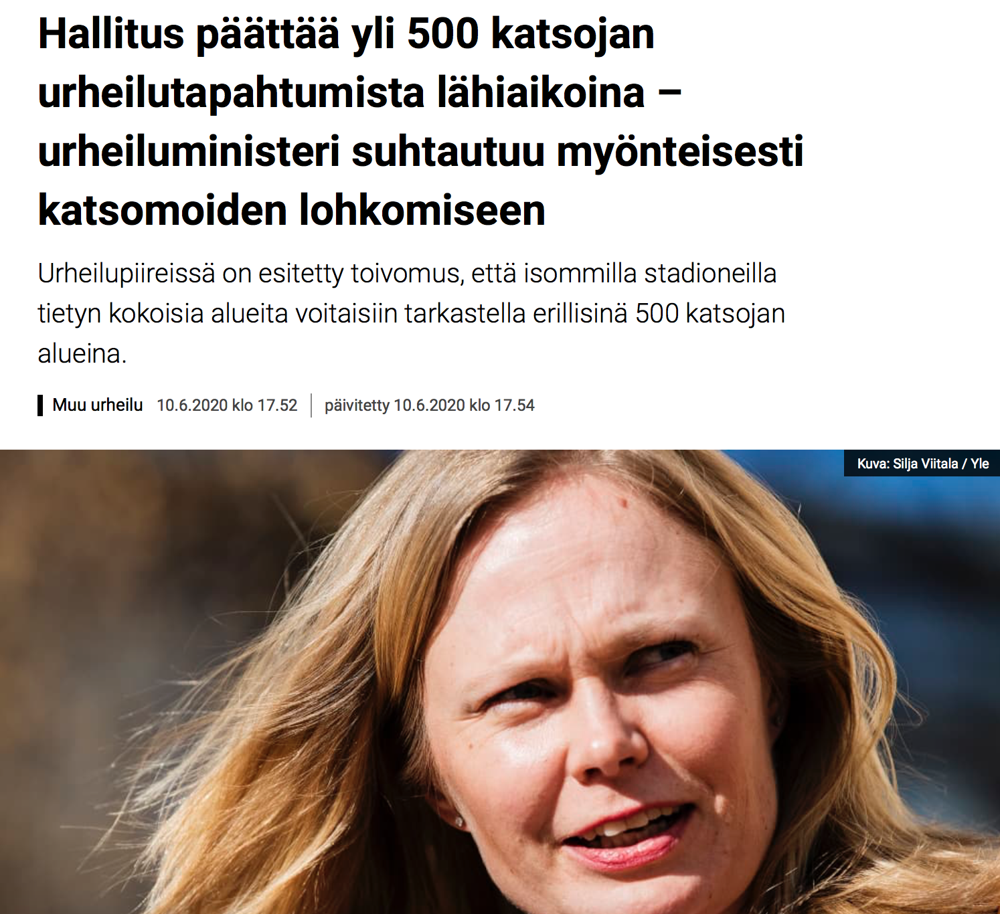 Hallitus päättää yli 500 katsojan
urheilutapahtumista lähiaikoina –
urheiluministeri suhtautuu myönteisesti
katsomoiden lohkomiseen
Urheilupiireissä on esitetty toivomus, että isommilla stadioneilla
tietyn kokoisia alueita voitaisiin tarkastella erillisinä 500 katsojan
alueina.
Muu urheilu 10.6.2020 klo 17.52 päivitetty 10.6.2020 klo 17.54
Kuva: Silja Viitala / Yle